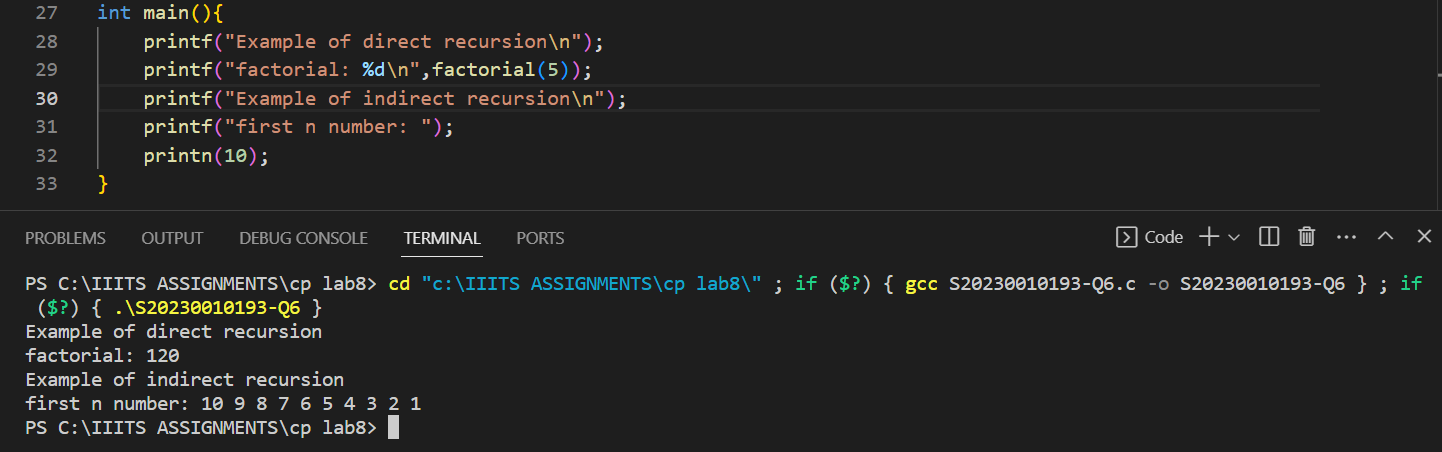 27 int main(){
28     printf("Example of direct recursion\n");
29     printf("factorial: %d\n",factorial(5));
30     printf("Example of indirect recursion\n");
31     printf("first n number: ");
32     printn(10);
33 }
PROBLEMS OUTPUT DEBUG CONSOLE TERMINAL PORTS Code
PS C:\IIITS ASSIGNMENTS\cp lab8> cd "c:\IIITS ASSIGNMENTS\cp lab8\" ; if ($?) { gcc S20230010193-Q6.c -o S20230010193-Q6 } ; if
 ($?) { .\S20230010193-Q6 }
Example of direct recursion
factorial: 120
Example of indirect recursion
first n number: 10 9 8 7 6 5 4 3 2 1
PS C:\IIITS ASSIGNMENTS\cp lab8>